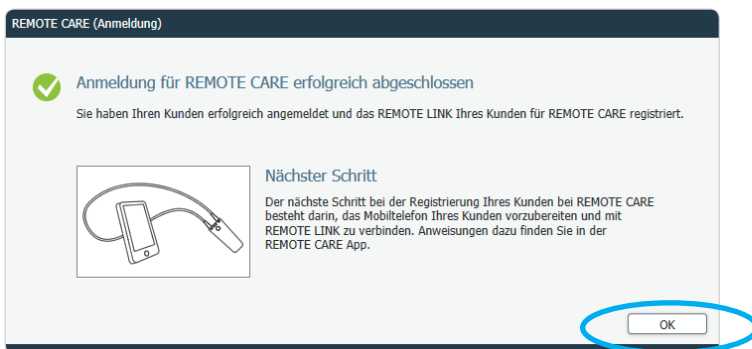 REMOTE CARE (Anmeldung)
Anmeldung für REMOTE CARE erfolgreich abgeschlossen
Sie haben Ihren Kunden erfolgreich angemeldet und das REMOTE LINK Ihres Kunden für REMOTE CARE registriert.
Nächster Schritt
Der nächste Schritt bei der Registrierung Ihres Kunden bei REMOTE CARE
besteht darin, das Mobiltelefon Ihres Kunden vorzubereiten und mit
REMOTE LINK zu verbinden. Anweisungen dazu finden Sie in der
REMOTE CARE App.
OK